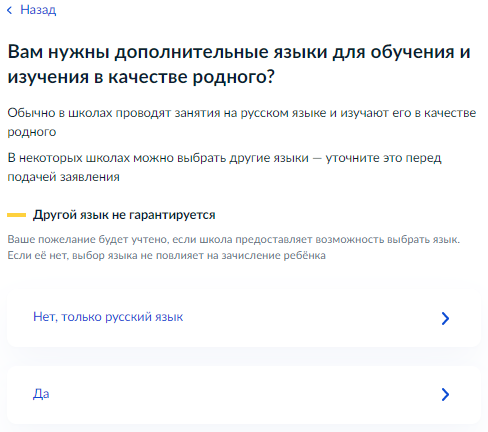 Назад
Вам нужны дополнительные языки для обучения и
изучения в качестве родного?
Обычно в школах проводят занятия на русском языке и изучают его в качестве
родного
В некоторых школах можно выбрать другие языки — уточните это перед
подачей заявления
Другой язык не гарантируется
Ваше пожелание будет учтено, если школа предоставляет возможность выбрать язык.
Если её нет, выбор языка не повлияет на зачисление ребёнка
Нет, только русский язык
Да